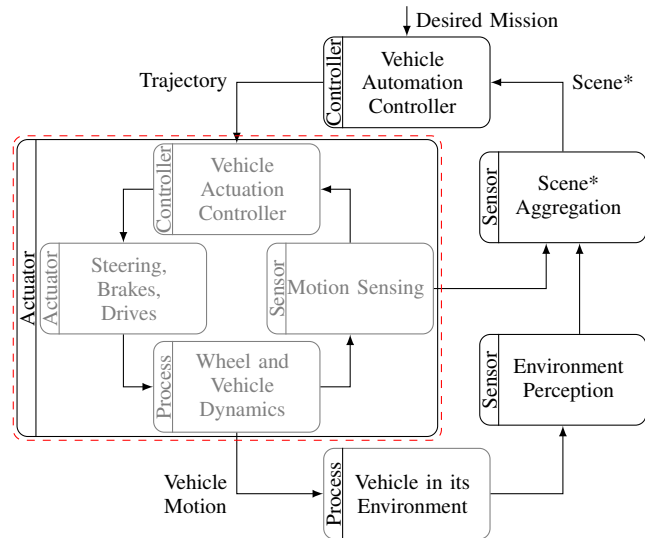 Desired Mission
Controller
Vehicle
Automation
Controller
Trajectory
Scene*
Actuator
Controller
Vehicle
Actuation
Controller
Sensor
Scene*
Aggregation
Actuator
Steering,
Brakes,
Drives
Sensor
Motion Sensing
Process
Wheel and
Vehicle
Dynamics
Sensor
Environment
Perception
Vehicle
Motion
Process
Vehicle in its
Environment